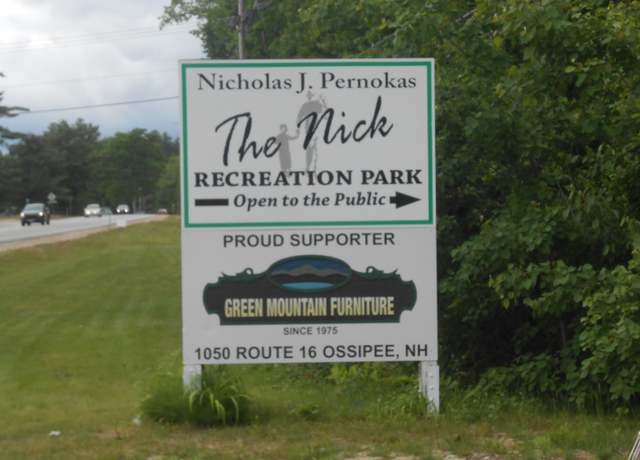 Nicholas J. Pernokas
The Nick
RECREATION PARK
Open to the Public
PROUD SUPPORTER
GREEN MOUNTAIN FURNITURE
SINCE 1975
1050 ROUTE 16 OSSIPEE, NH